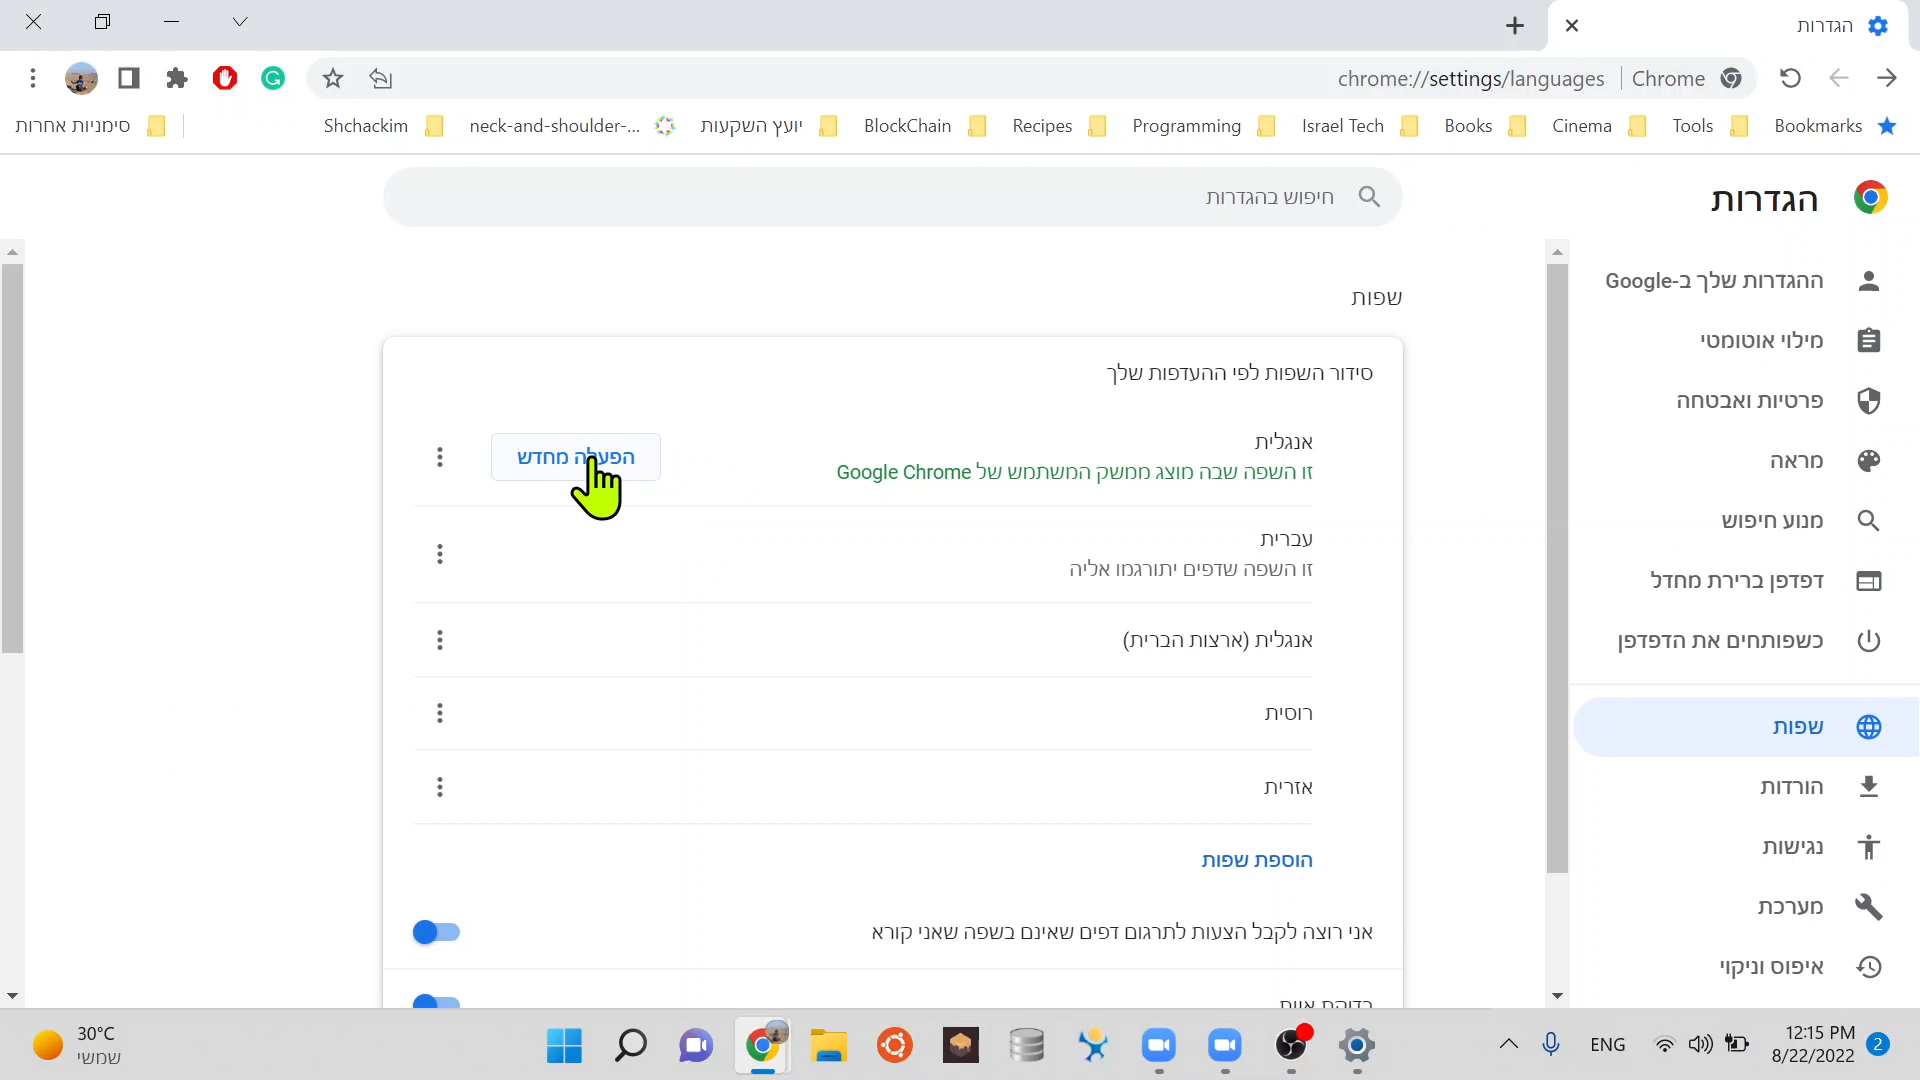 הגדרות
chrome://settings/languages
Chrome
Bookmarks
Tools
Cinema
Books
Israel Tech
Programming
Recipes
BlockChain
יועץ השקעות
neck-and-shoulder-...
Shchackim
סימניות אחרות
הגדרות
חיפוש בהגדרות
ההגדרות שלך ב-Google
מילוי אוטומטי
פרטיות ואבטחה
מראה
מנוע חיפוש
דפדפן ברירת מחדל
כשפותחים את הדפדפן
שפות
הורדות
נגישות
מערכת
איפוס וניקוי
שפות
סידור השפות לפי ההעדפות שלך
אנגלית
זו השפה שבה מוצג ממשק המשתמש של Google Chrome
הפעלה מחדש
עברית
זו השפה שדפים יתורגמו אליה
אנגלית (ארצות הברית)
רוסית
אזרית
הוספת שפות
אני רוצה לקבל הצעות לתרגום דפים שאינם בשפה שאני קורא
בדיקת איות
30°C
שמשי
ENG
12:15 PM
8/22/2022
2